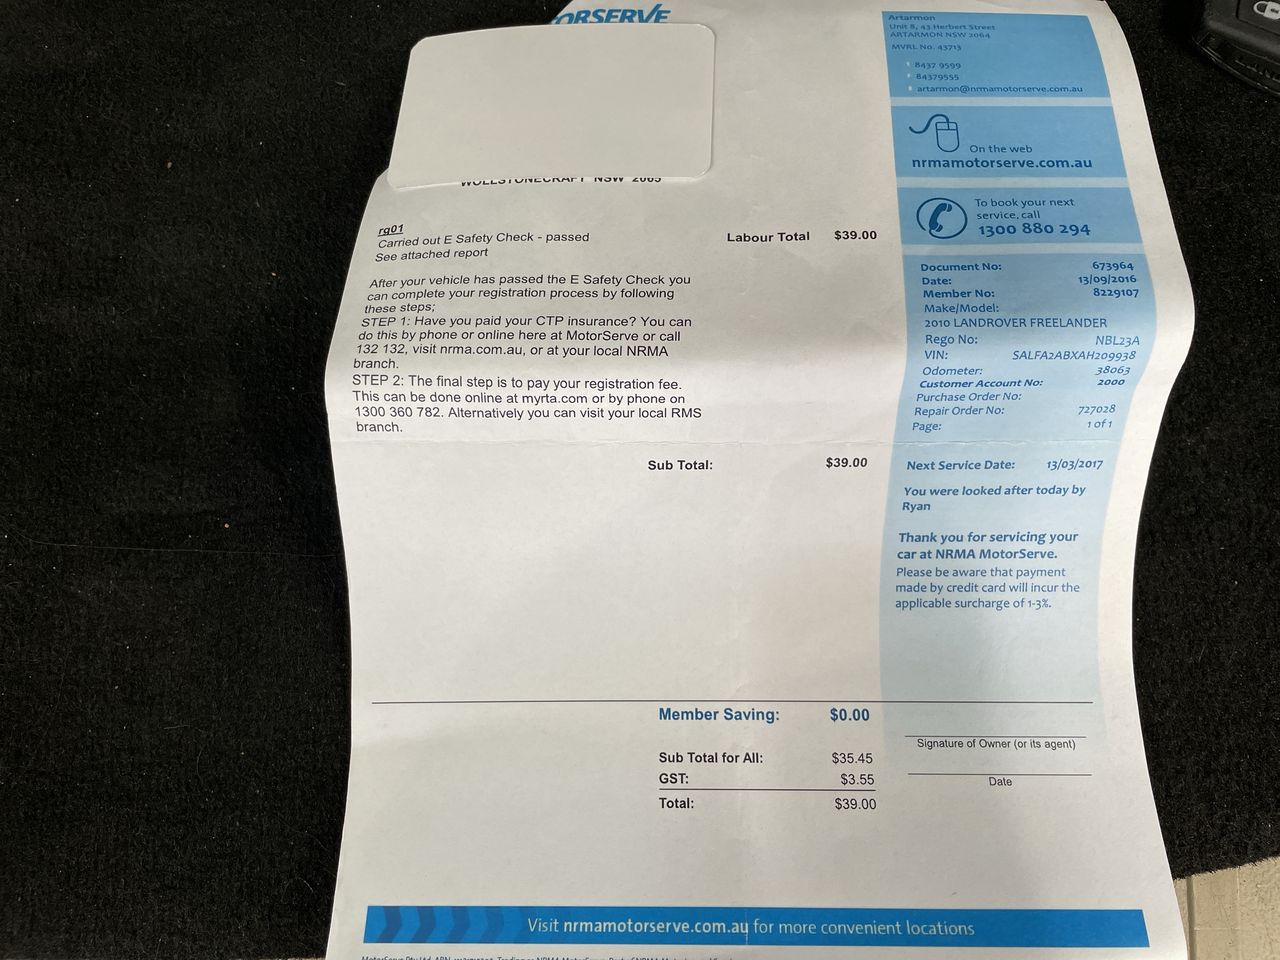 ORSERVE
WOLLSTONECRAFT NSW 2065
rg01
Carried out E Safety Check - passed
See attached report
Labour Total $39.00
After your vehicle has passed the E Safety Check you
can complete your registration process by following
these steps;
STEP 1: Have you paid your CTP insurance? You can
do this by phone or online here at MotorServe or call
132 132, visit nrma.com.au, or at your local NRMA
branch.
STEP 2: The final step is to pay your registration fee.
This can be done online at myrta.com or by phone on
1300 360 782. Alternatively you can visit your local RMS
branch.
Sub Total: $39.00
Member Saving: $0.00
Sub Total for All: $35.45
GST: $3.55
Total: $39.00
Artarmon
Unit 8, 43 Herbert Street
ARTARMON NSW 2064
MVRL No. 43713
8437 9599
84379555
artarmon@nrmamotorserve.com.au
On the web
nrmamotorserve.com.au
To book your next
service, call
1300 880 294
Document No: 673964
Date: 13/09/2016
Member No: 8229107
Make/Model:
2010 LANDROVER FREELANDER
Rego No: NBL23A
VIN: SALFA2ABXAH209938
Odometer: 38063
Customer Account No: 2000
Purchase Order No:
Repair Order No: 727028
Page: 1 of 1
Next Service Date: 13/03/2017
You were looked after today by
Ryan
Thank you for servicing your
car at NRMA MotorServe.
Please be aware that payment
made by credit card will incur the
applicable surcharge of 1-3%.
Signature of Owner (or its agent)
Date
Visit nrmamotorserve.com.au for more convenient locations